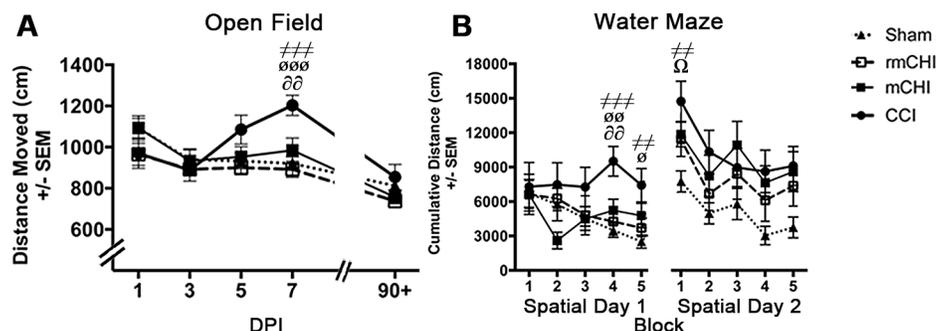 A
Open Field
Distance Moved (cm)
+/- SEM
1400
1200
1000
800
600
≠≠≠
øøø
∂∂
1 3 5 7 90+
DPI
B
Water Maze
Cumulative Distance (cm)
+/- SEM
18000
15000
12000
9000
6000
3000
0
≠≠≠
øø
∂∂
≠≠
ø
≠≠
Ω
1 2 3 4 5 1 2 3 4 5
Spatial Day 1 Spatial Day 2
Block
Sham
rmCHI
mCHI
CCI